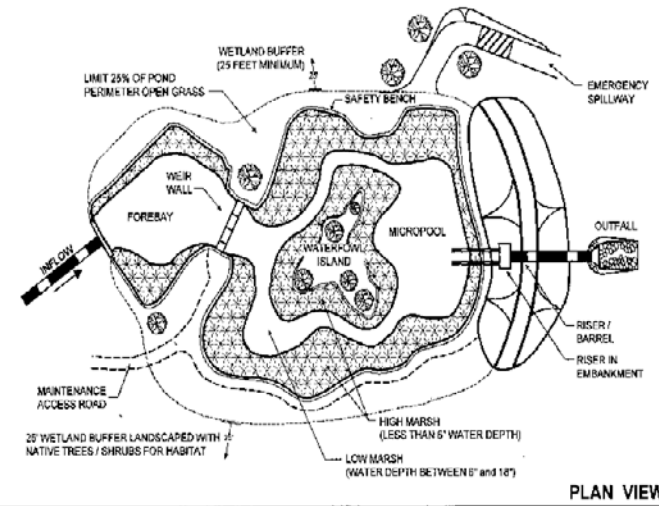 WETLAND BUFFER
(25 FEET MINIMUM)
25'
LIMIT 25% OF POND
PERIMETER OPEN GRASS
SAFETY BENCH
EMERGENCY
SPILLWAY
WEIR
WALL
FOREBAY
MICROPOOL
OUTFALL
WATERFOWL
ISLAND
INFLOW
RISER /
BARREL
RISER IN
EMBANKMENT
MAINTENANCE
ACCESS ROAD
HIGH MARSH
(LESS THAN 6" WATER DEPTH)
25' WETLAND BUFFER LANDSCAPED WITH
NATIVE TREES / SHRUBS FOR HABITAT
LOW MARSH
(WATER DEPTH BETWEEN 6" and 18")
PLAN VIEW